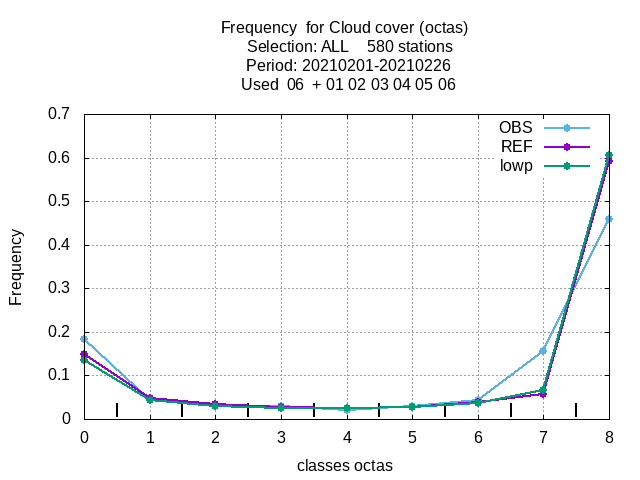 Frequency  for Cloud cover (octas)
Selection: ALL    580 stations
Period: 20210201-20210226
Used  06  + 01 02 03 04 05 06
0.7
0.6
0.5
0.4
0.3
0.2
0.1
0
Frequency
OBS
REF
lowp
0 1 2 3 4 5 6 7 8
classes octas